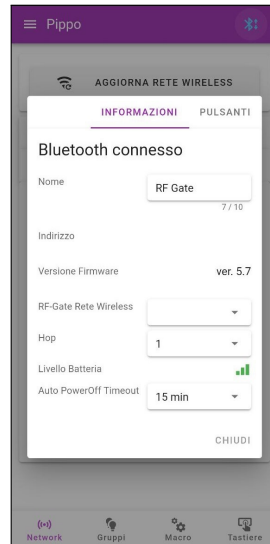 Pippo
AGGIORNA RETE WIRELESS
INFORMAZIONI PULSANTI
Bluetooth connesso
Nome RF Gate
7 / 10
Indirizzo
Versione Firmware ver. 5.7
RF-Gate Rete Wireless
Hop 1
Livello Batteria
Auto PowerOff Timeout 15 min
CHIUDI
Network Gruppi Macro Tastiere